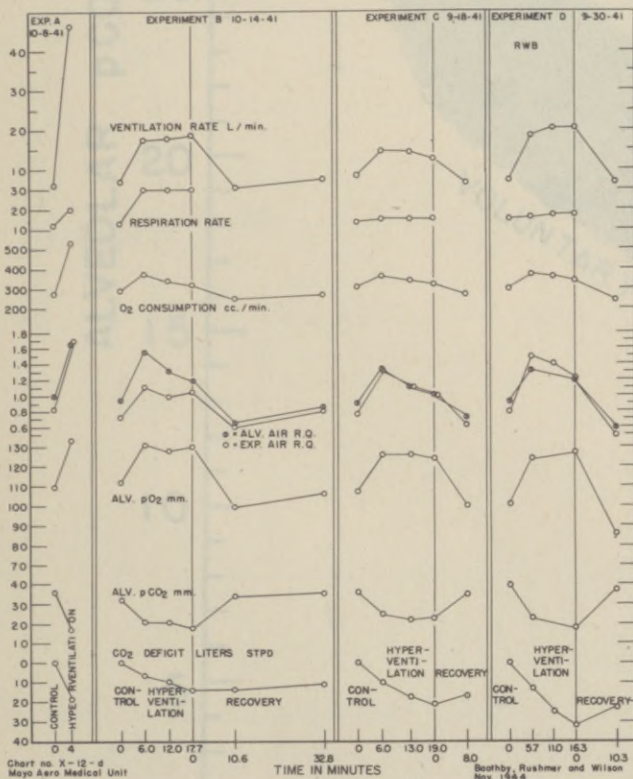 EXP. A
10-8-41
EXPERIMENT B 10-14-41
EXPERIMENT C 9-18-41
EXPERIMENT D 9-30-41
RWB
40
30
20
10
VENTILATION RATE L/min.
30
20
10
RESPIRATION RATE
500
400
300
200
O2 CONSUMPTION cc./min.
1.8
1.6
1.4
1.2
1.0
0.8
0.6
= ALV. AIR R.Q.
= EXP. AIR R.Q.
130
110
100
80
60
ALV. pO2 mm.
40
30
20
ALV. pCO2 mm.
0
10
20
30
40
CO2 DEFICIT LITERS STPD
CONTROL
HYPERVENTILATION
CON-
TROL
HYPER-
VENTI-
LATION
RECOVERY
CON-
TROL
HYPER-
VENTI-
LATION
RECOVERY
CON-
TROL
HYPER-
VENTI-
LATION
RECOVERY
0 4
0 6.0 12.0 17.7
0 10.6 32.8
0 6.0 13.0 19.0
0 8.0
0 5.7 11.0 16.3
0 10.3
TIME IN MINUTES
Chart no. X-12-d
Mayo Aero Medical Unit
Boothby, Rushmer and Wilson
Nov. 1944